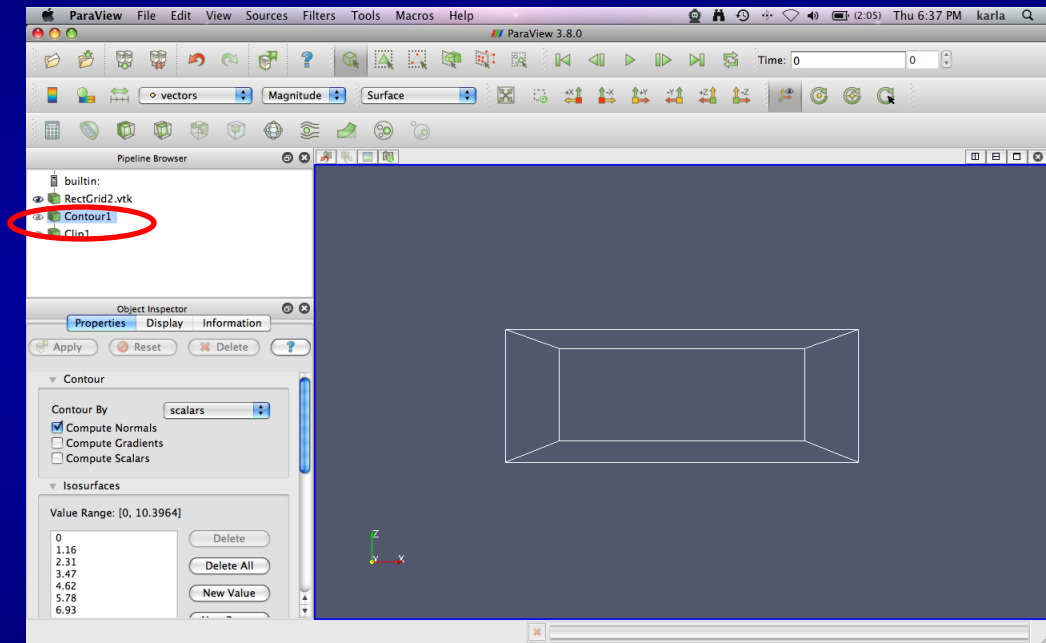 ParaView File Edit View Sources Filters Tools Macros Help (2:05) Thu 6:37 PM karla
ParaView 3.8.0
Time: 0 0
vectors Magnitude Surface +X -X +Y -Y +Z -Z
Pipeline Browser
builtin:
RectGrid2.vtk
Contour1
Clip1
Object Inspector
Properties Display Information
Apply Reset Delete ?
Contour
Contour By scalars
Compute Normals
Compute Gradients
Compute Scalars
Isosurfaces
Value Range: [0, 10.3964]
0 Delete
1.16
2.31 Delete All
3.47
4.62 New Value
5.78
6.93
Z
Y X